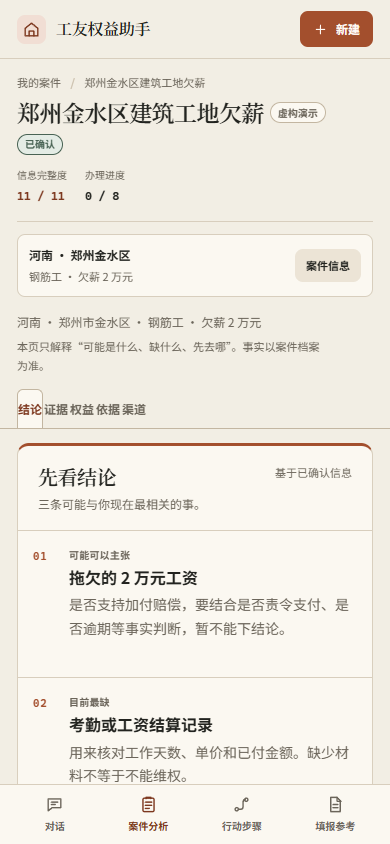 工友权益助手
＋ 新建
我的案件 / 郑州金水区建筑工地欠薪
郑州金水区建筑工地欠薪 虚构演示
已确认
信息完整度 办理进度
11 / 11 0 / 8
河南 · 郑州金水区
钢筋工 · 欠薪 2 万元
案件信息
河南 · 郑州市金水区 · 钢筋工 · 欠薪 2 万元
本页只解释“可能是什么、缺什么、先去哪”。事实以案件档案
为准。
结论 证据 权益 依据 渠道
先看结论 基于已确认信息
三条可能与你现在最相关的事。
01 可能可以主张
拖欠的 2 万元工资
是否支持加付赔偿，要结合是否责令支付、是
否逾期等事实判断，暂不能下结论。
02 目前最缺
考勤或工资结算记录
用来核对工作天数、单价和已付金额。缺少材
料不等于不能维权。
对话 案件分析 行动步骤 填报参考